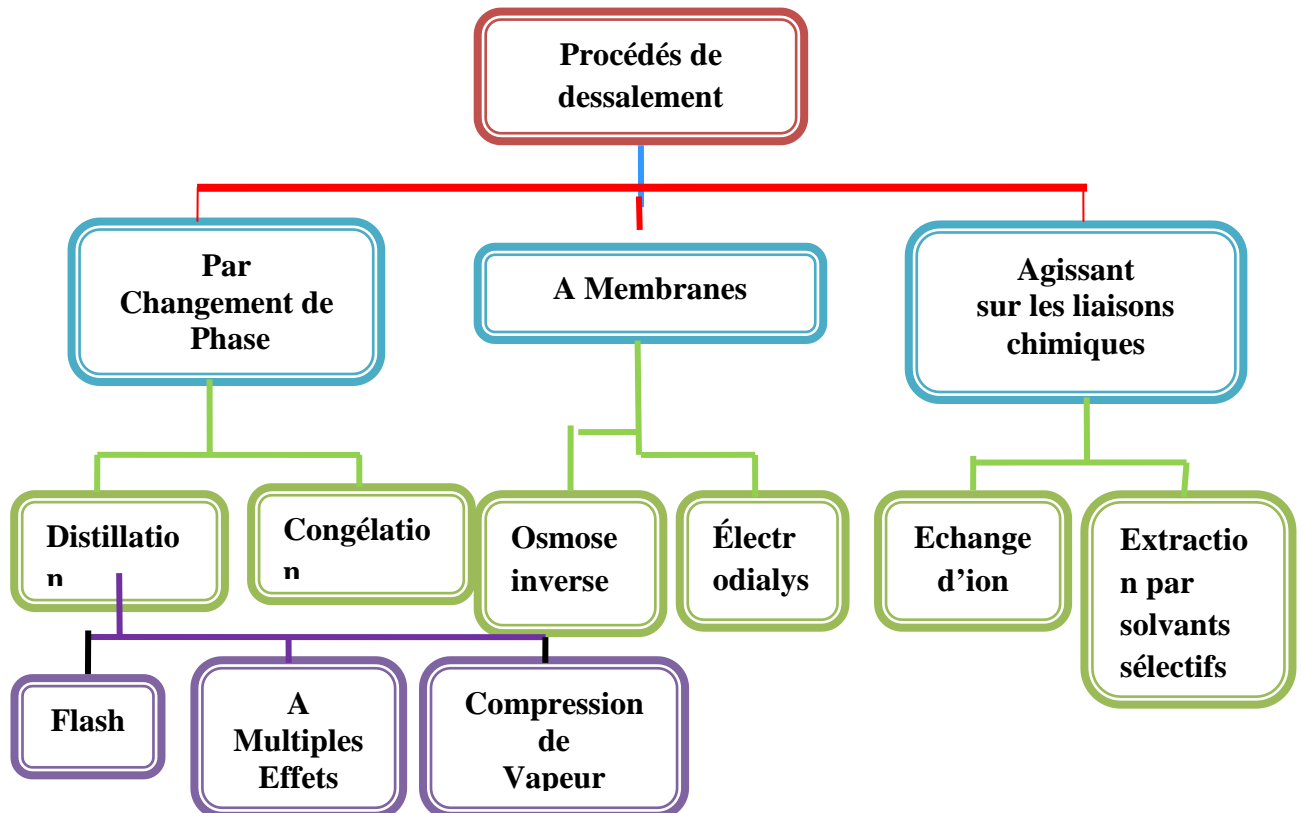 Procédés de
dessalement
Par
Changement de
Phase
A Membranes
Agissant
sur les liaisons
chimiques
Distillatio
n
Congélatio
n
Osmose
inverse
Électr
odialys
Echange
d’ion
Extractio
n par
solvants
sélectifs
Flash
A
Multiples
Effets
Compression
de
Vapeur